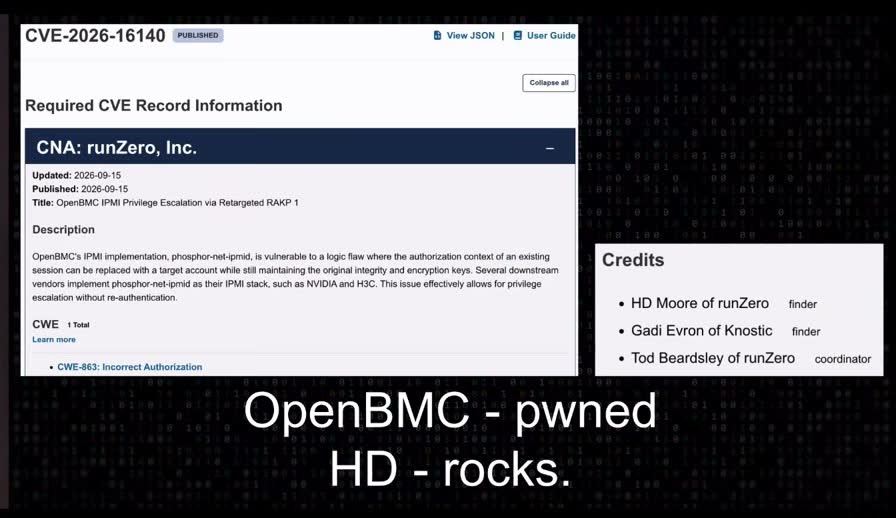 CVE-2026-16140 PUBLISHED View JSON | User Guide
Collapse all
Required CVE Record Information
CNA: runZero, Inc. –
Updated: 2026-09-15
Published: 2026-09-15
Title: OpenBMC IPMI Privilege Escalation via Retargeted RAKP 1
Description
OpenBMC's IPMI implementation, phosphor-net-ipmid, is vulnerable to a logic flaw where the authorization context of an existing
session can be replaced with a target account while still maintaining the original integrity and encryption keys. Several downstream
vendors implement phosphor-net-ipmid as their IPMI stack, such as NVIDIA and H3C. This issue effectively allows for privilege
escalation without re-authentication.
CWE 1 Total
Learn more
• CWE-863: Incorrect Authorization
Credits
• HD Moore of runZero finder
• Gadi Evron of Knostic finder
• Tod Beardsley of runZero coordinator
OpenBMC - pwned
HD - rocks.